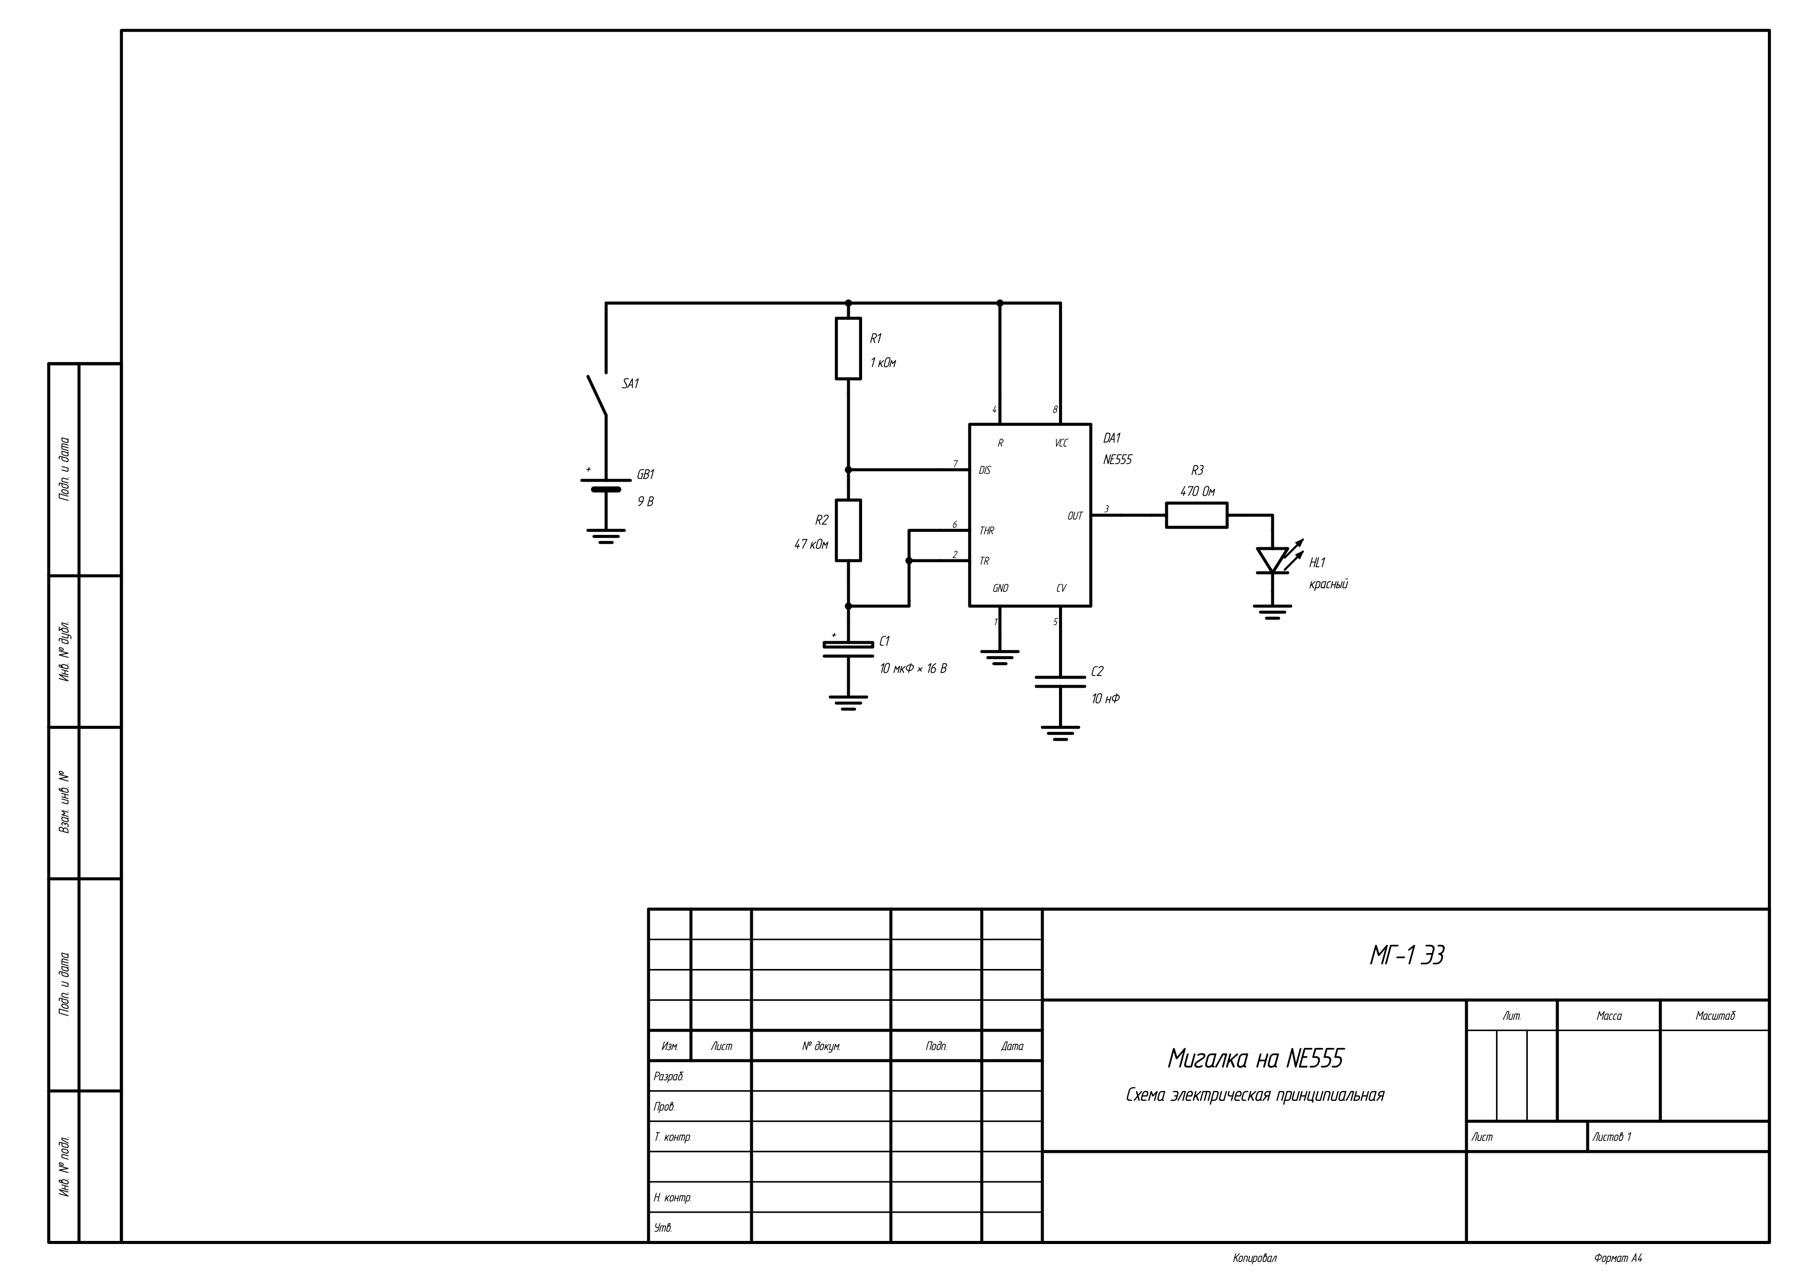 SA1
+
GB1
9 В
R1
1 кОм
R2
47 кОм
+
C1
10 мкФ × 16 В
4
8
R
VCC
DA1
NE555
7
DIS
6
THR
2
TR
OUT
3
GND
CV
1
5
C2
10 нФ
R3
470 Ом
HL1
красный
Подп. и дата
Инв. № дубл.
Взам. инв. №
Подп. и дата
Инв. № подл.
МГ-1 Э3
Изм.
Лист
№ докум.
Подп.
Дата
Разраб.
Пров.
Т. контр.
Н. контр.
Утв.
Мигалка на NE555
Схема электрическая принципиальная
Лит.
Масса
Масштаб
Лист
Листов 1
Копировал
Формат А4